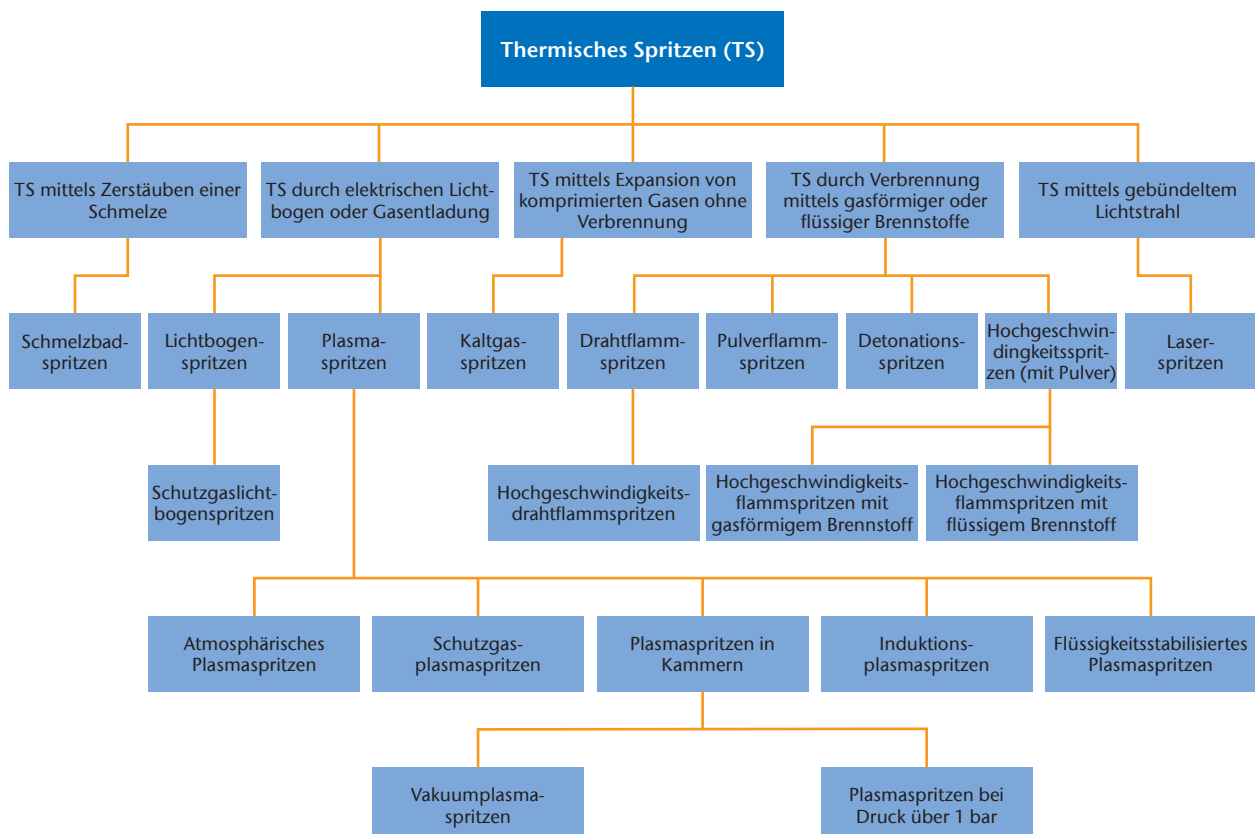 Thermisches Spritzen (TS)
TS mittels Zerstäuben einer
Schmelze
TS durch elektrischen Licht-
bogen oder Gasentladung
TS mittels Expansion von
komprimierten Gasen ohne
Verbrennung
TS durch Verbrennung
mittels gasförmiger oder
flüssiger Brennstoffe
TS mittels gebündeltem
Lichtstrahl
Schmelzbad-
spritzen
Lichtbogen-
spritzen
Plasma-
spritzen
Kaltgas-
spritzen
Drahtflamm-
spritzen
Pulverflamm-
spritzen
Detonations-
spritzen
Hochgeschwin-
dingkeitssprit-
zen (mit Pulver)
Laser-
spritzen
Schutzgaslicht-
bogenspritzen
Hochgeschwindigkeits-
drahtflammspritzen
Hochgeschwindigkeits-
flammspritzen mit
gasförmigem Brennstoff
Hochgeschwindigkeits-
flammspritzen mit
flüssigem Brennstoff
Atmosphärisches
Plasmaspritzen
Schutzgas-
plasmaspritzen
Plasmaspritzen in
Kammern
Induktions-
plasmaspritzen
Flüssigkeitsstabilisiertes
Plasmaspritzen
Vakuumplasma-
spritzen
Plasmaspritzen bei
Druck über 1 bar